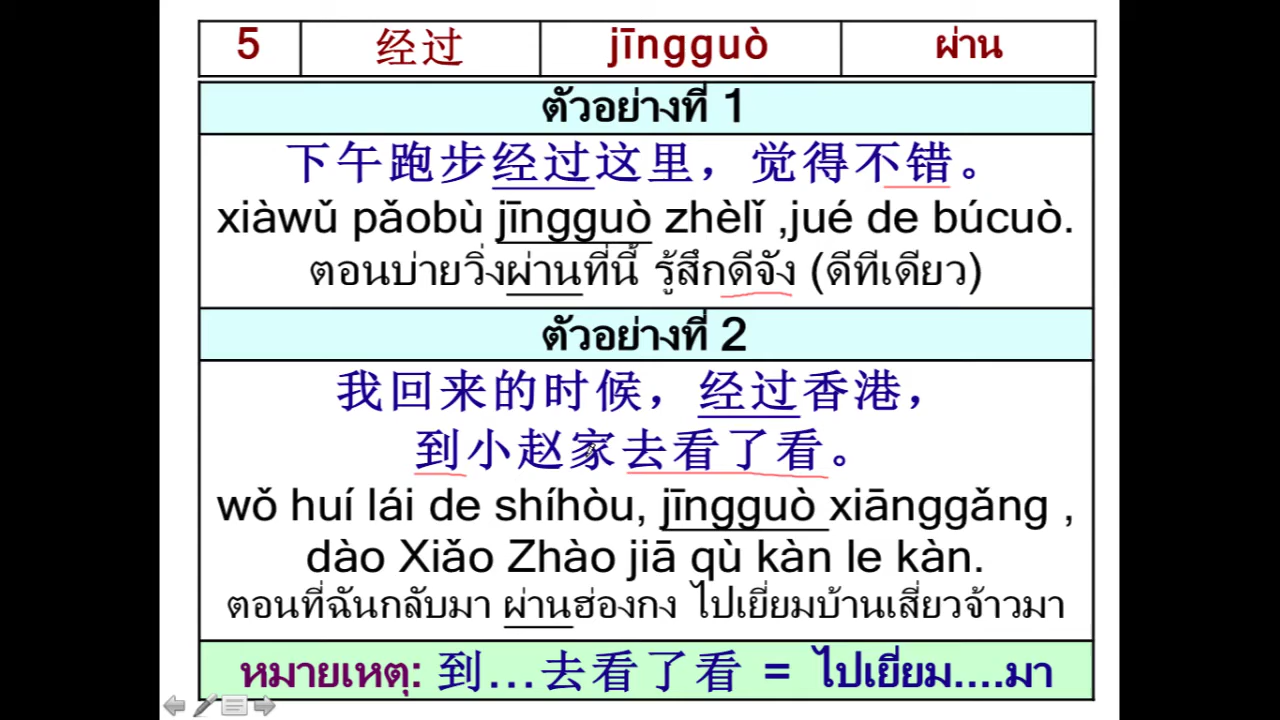 5 经过 jīngguò ผ่าน
ตัวอย่างที่ 1
下午跑步经过这里，觉得不错。
xiàwǔ pǎobù jīngguò zhèlǐ ,jué de búcuò.
ตอนบ่ายวิ่งผ่านที่นี้ รู้สึกดีจัง (ดีทีเดียว)
ตัวอย่างที่ 2
我回来的时候，经过香港，
到小赵家去看了看。
wǒ huí lái de shíhòu, jīngguò xiānggǎng ,
dào Xiǎo Zhào jiā qù kàn le kàn.
ตอนที่ฉันกลับมา ผ่านฮ่องกง ไปเยี่ยมบ้านเสี่ยวจ้าวมา
หมายเหตุ: 到...去看了看 = ไปเยี่ยม....มา